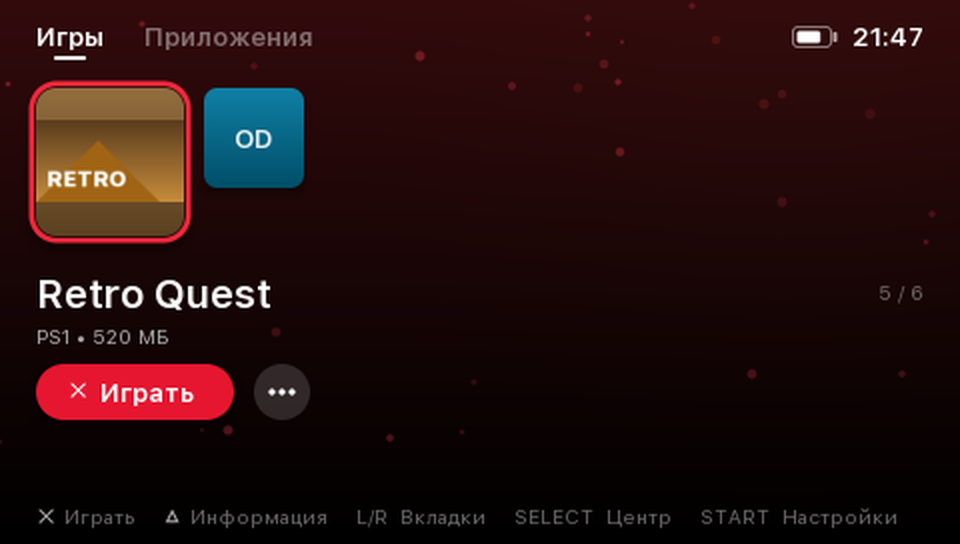 Игры Приложения 21:47
RETRO
OD
Retro Quest 5 / 6
PS1 • 520 МБ
Играть •••
Играть Информация L/R Вкладки SELECT Центр START Настройки